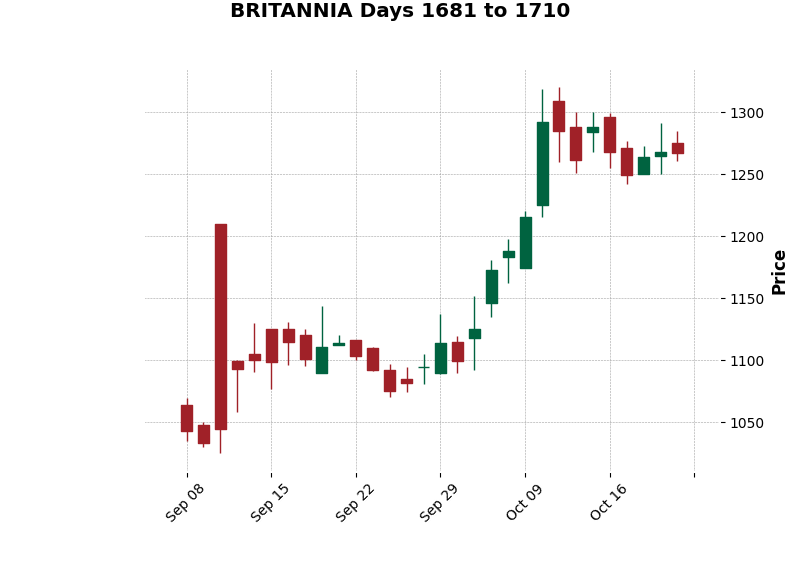 BRITANNIA Days 1681 to 1710
1300
1250
1200
1150
1100
1050
Price
Sep 08
Sep 15
Sep 22
Sep 29
Oct 09
Oct 16